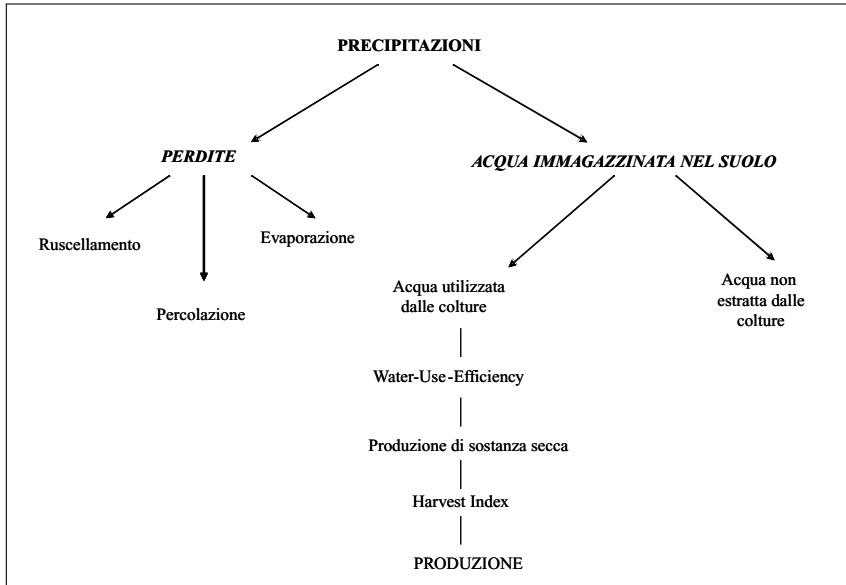 PRECIPITAZIONI
PERDITE
ACQUA IMMAGAZZINATA NEL SUOLO
Ruscellamento
Evaporazione
Percolazione
Acqua utilizzata
dalle colture
Acqua non
estratta dalle
colture
Water-Use-Efficiency
Produzione di sostanza secca
Harvest Index
PRODUZIONE